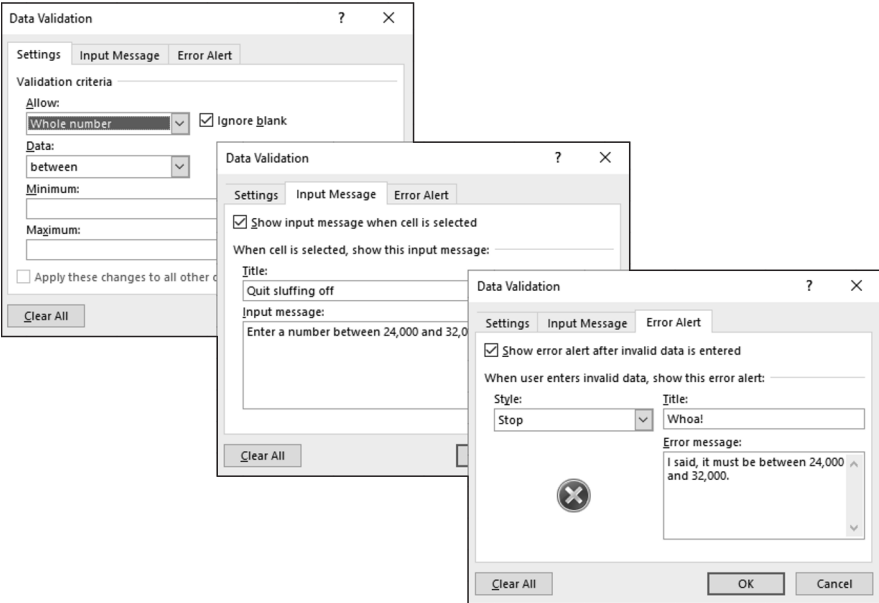 Data Validation ? ×
Settings Input Message Error Alert
Validation criteria
Allow:
Whole number Ignore blank
Data:
between
Minimum:
Maximum:
Apply these changes to all other
Clear All
Data Validation ? ×
Settings Input Message Error Alert
Show input message when cell is selected
When cell is selected, show this input message:
Title:
Quit sluffing off
Input message:
Enter a number between 24,000 and 32,0
Clear All
Data Validation ? ×
Settings Input Message Error Alert
Show error alert after invalid data is entered
When user enters invalid data, show this error alert:
Style: Title:
Stop Whoa!
Error message:
I said, it must be between 24,000
and 32,000.
Clear All OK Cancel